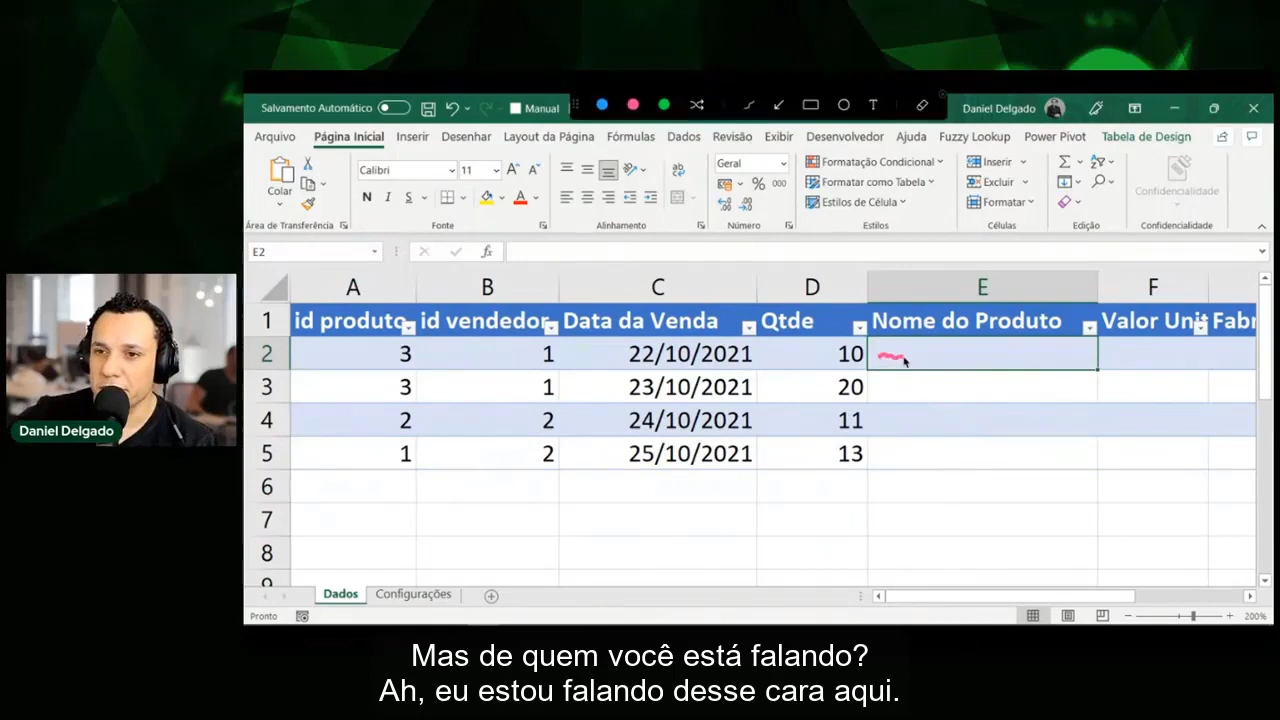 Salvamento Automático
Manual
T
Daniel Delgado
Arquivo
Página Inicial
Inserir
Desenhar
Layout da Página
Fórmulas
Dados
Revisão
Exibir
Desenvolvedor
Ajuda
Fuzzy Lookup
Power Pivot
Tabela de Design
Colar
Área de Transferência
Calibri
11
N I S
Fonte
Alinhamento
Geral
% 000
Número
Formatação Condicional
Formatar como Tabela
Estilos de Célula
Estilos
Inserir
Excluir
Formatar
Células
Edição
Confidencialidade
Confidencialidade
E2
fx
A B C D E F
1 id produto id vendedor Data da Venda Qtde Nome do Produto Valor Unit Fabr
2 3 1 22/10/2021 10
3 3 1 23/10/2021 20
4 2 2 24/10/2021 11
5 1 2 25/10/2021 13
6
7
8
9
Daniel Delgado
Dados
Configurações
Pronto
200%
Mas de quem você está falando?
Ah, eu estou falando desse cara aqui.